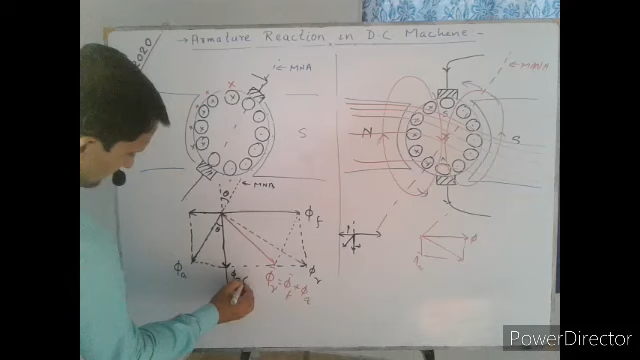 2020
→ Armature Reaction in D.C Machine -
MNA
MNA
S
N
S
S
N
MNA
θ
θ
ϕf
ϕa
ϕr
ϕr = ϕf × ϕa
ϕ
PowerDirector